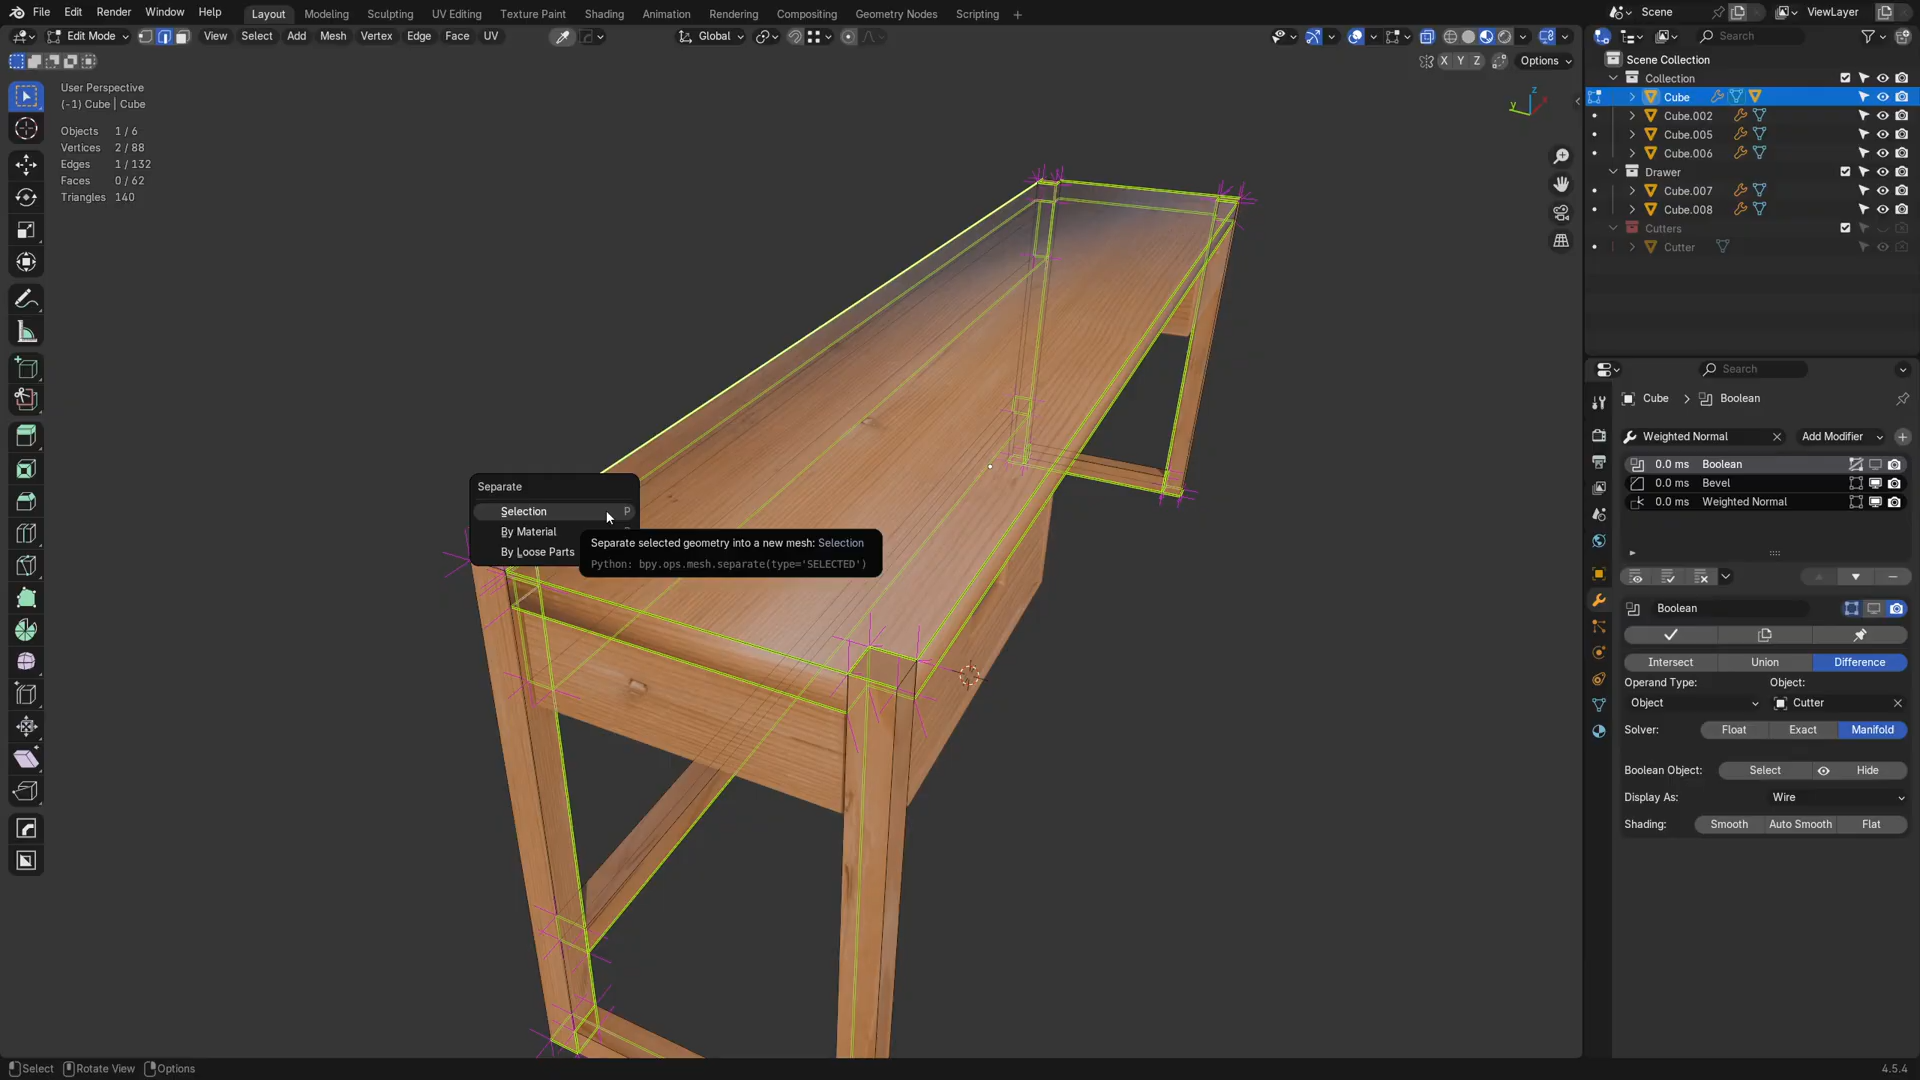 File Edit Render Window Help Layout Modeling Sculpting UV Editing Texture Paint Shading Animation Rendering Compositing Geometry Nodes Scripting + Scene ViewLayer
Edit Mode View Select Add Mesh Vertex Edge Face UV Global Search
X Y Z Options
User Perspective
(-1) Cube | Cube
Objects 1 / 6
Vertices 2 / 88
Edges 1 / 132
Faces 0 / 62
Triangles 140
Z
Y
Scene Collection
Collection
Cube
Cube.002
Cube.005
Cube.006
Drawer
Cube.007
Cube.008
Cutters
Cutter
Search
Cube > Boolean
Weighted Normal Add Modifier
0.0 ms Boolean
0.0 ms Bevel
0.0 ms Weighted Normal
Boolean
Intersect Union Difference
Operand Type: Object:
Object Cutter
Solver: Float Exact Manifold
Boolean Object: Select Hide
Display As: Wire
Shading: Smooth Auto Smooth Flat
Separate
Selection P
By Material
By Loose Parts
Separate selected geometry into a new mesh: Selection
Python: bpy.ops.mesh.separate(type='SELECTED')
Select Rotate View Options 4.5.4